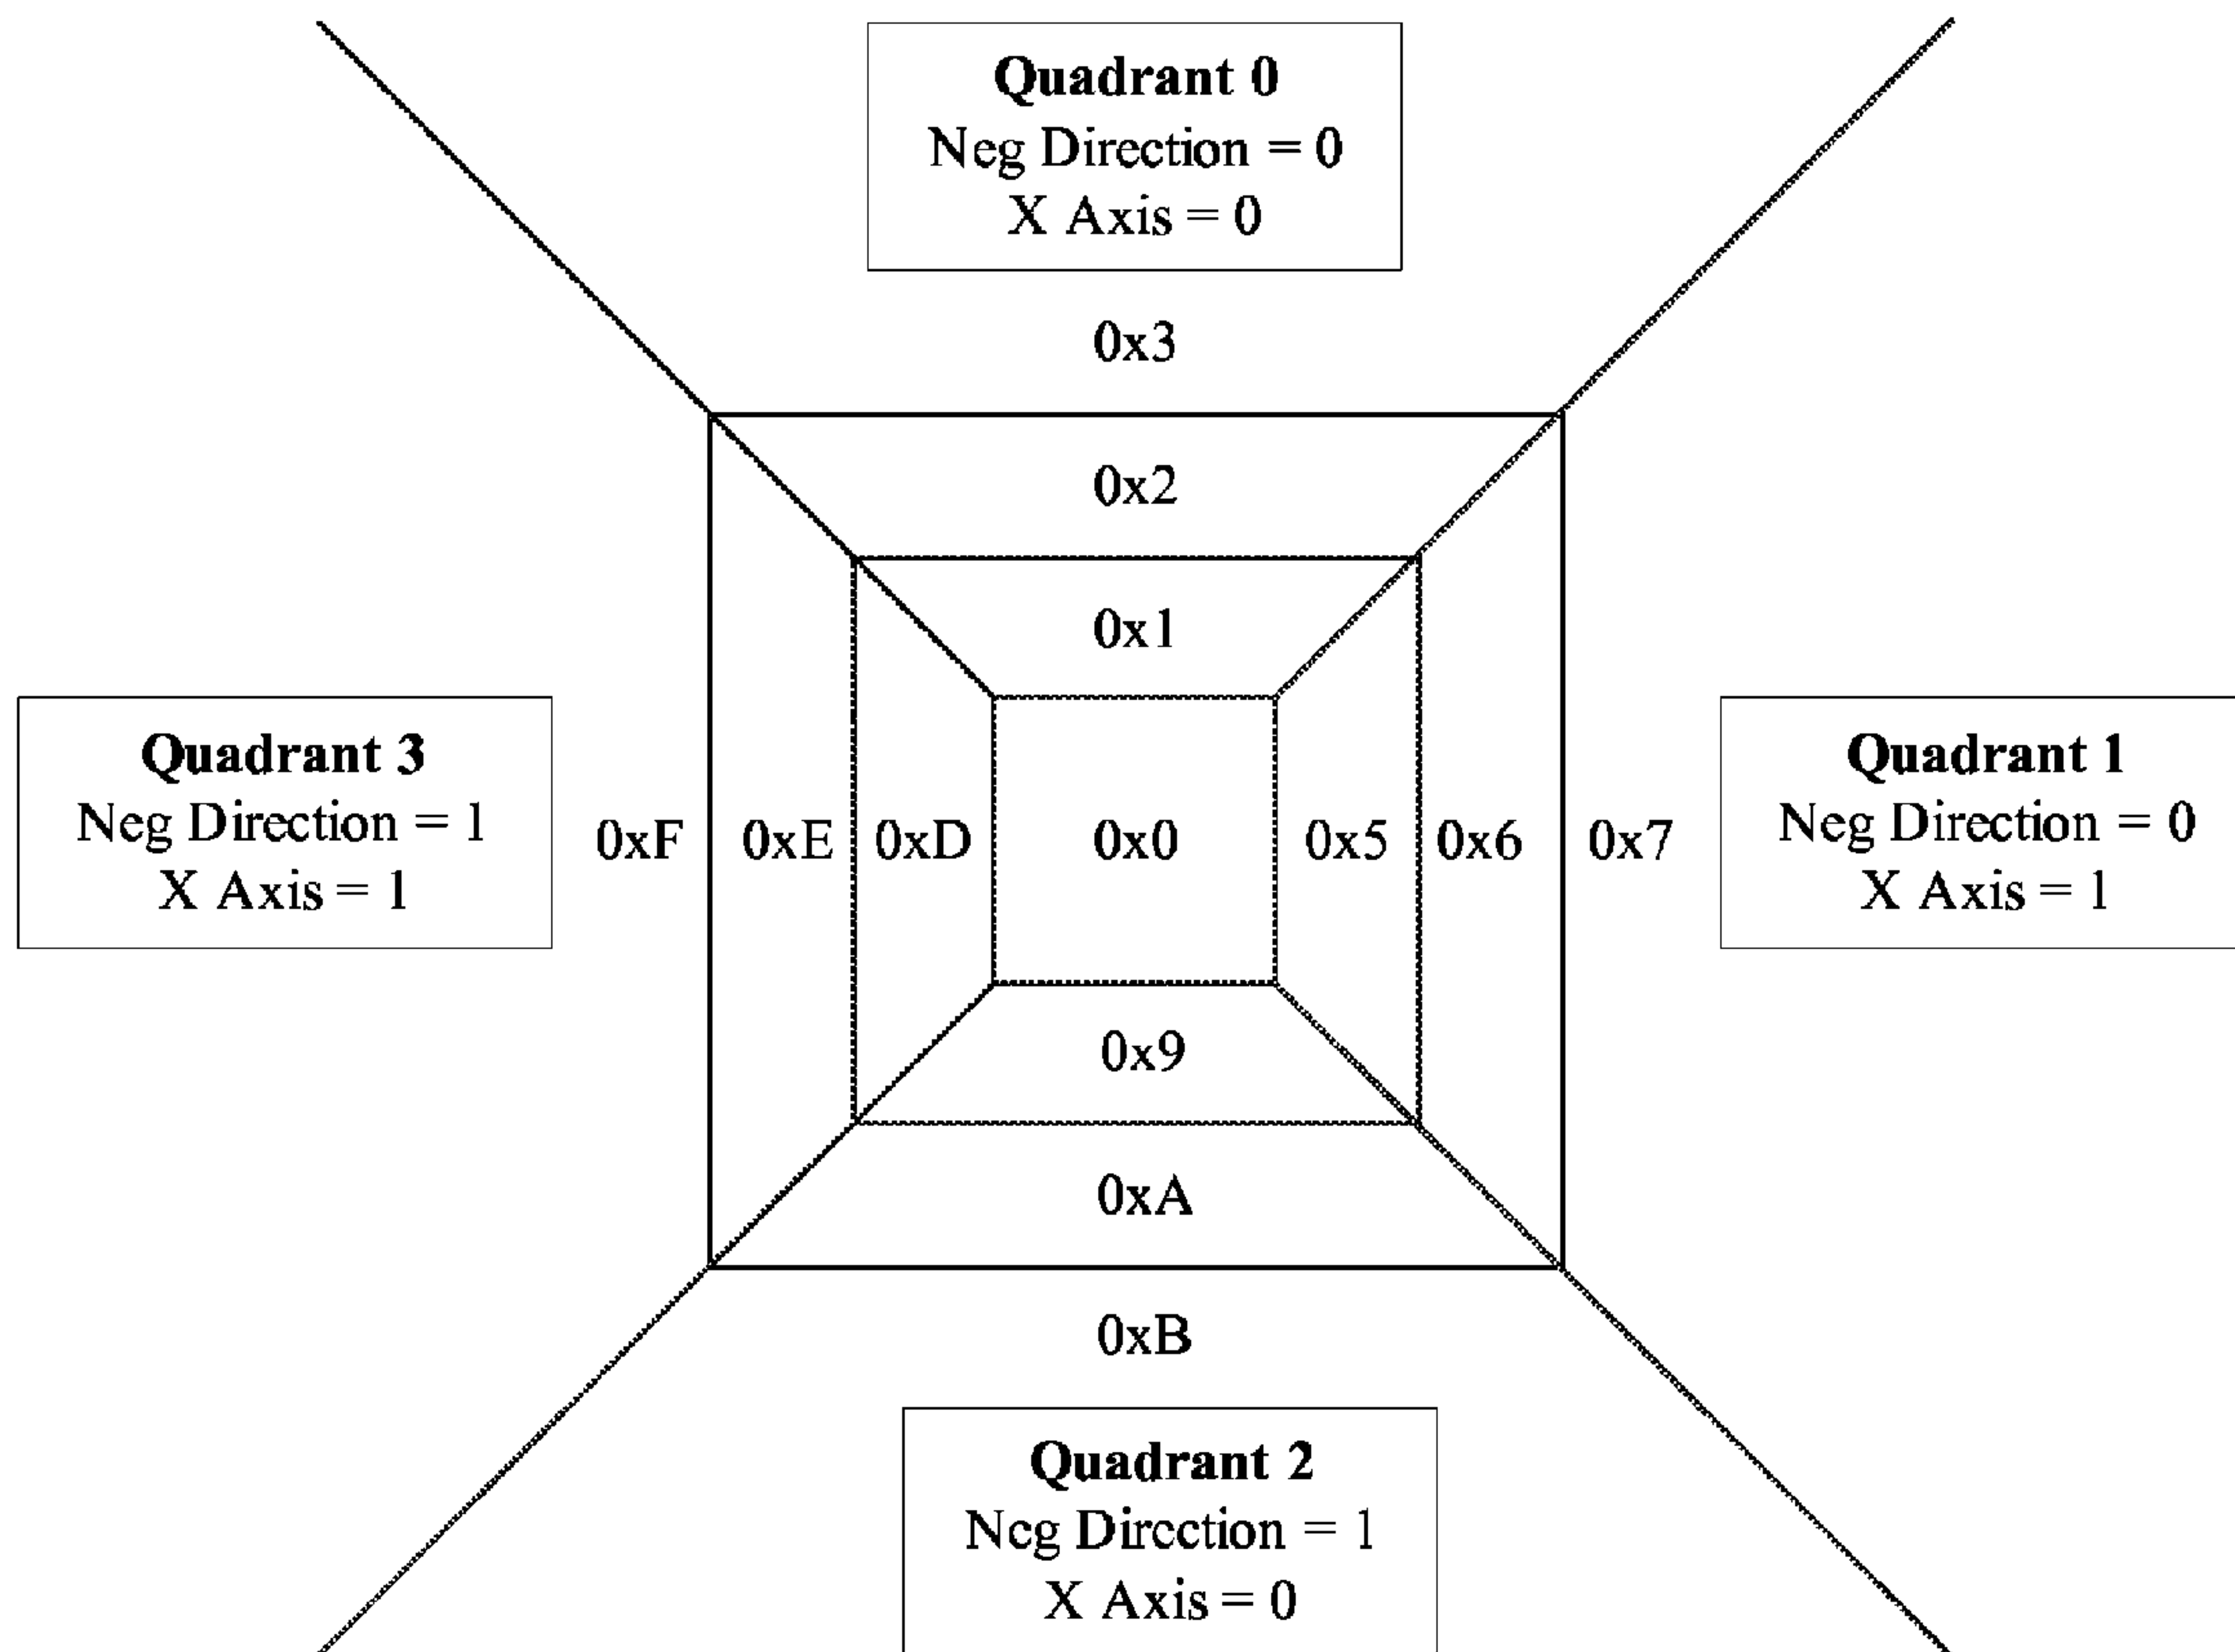 Quadrant 0
Neg Direction = 0
X Axis = 0
0x3
0x2
0x1
Quadrant 3
Neg Direction = 1
X Axis = 1
0xF
0xE
0xD
0x0
0x5
0x6
0x7
Quadrant 1
Neg Direction = 0
X Axis = 1
0x9
0xA
0xB
Quadrant 2
Neg Direction = 1
X Axis = 0